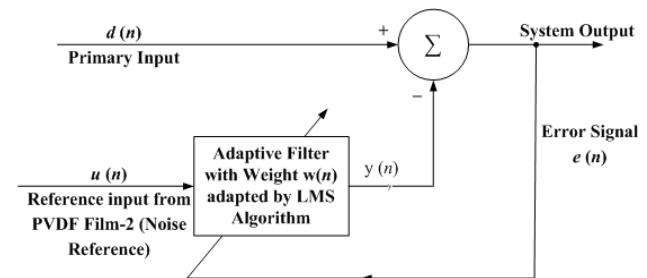 d (n)
+
System Output
Primary Input
Σ
−
Error Signal
e (n)
Adaptive Filter
with Weight w(n)
adapted by LMS
Algorithm
y (n)
u (n)
Reference input from
PVDF Film-2 (Noise
Reference)